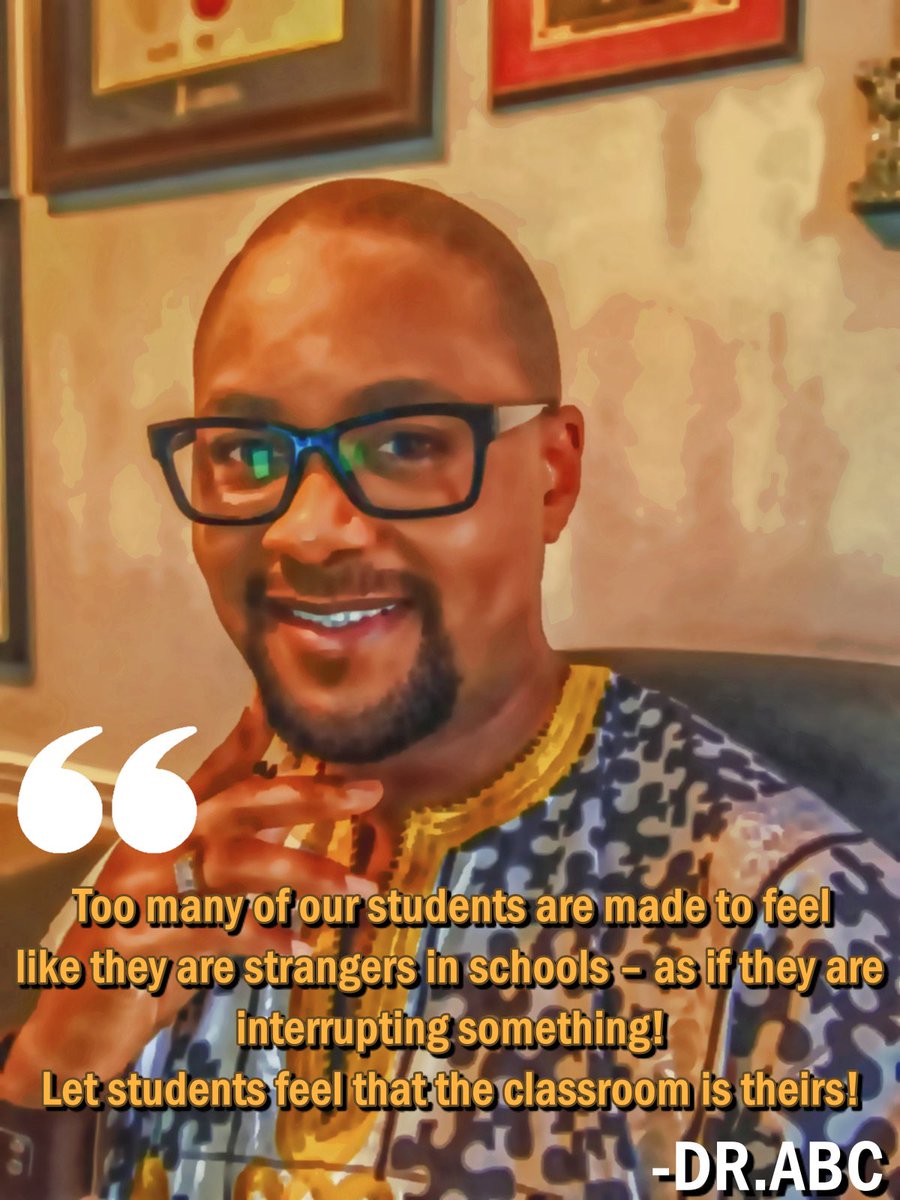 “
Too many of our students are made to feel
like they are strangers in schools – as if they are
interrupting something!
Let students feel that the classroom is theirs!
-DR.ABC